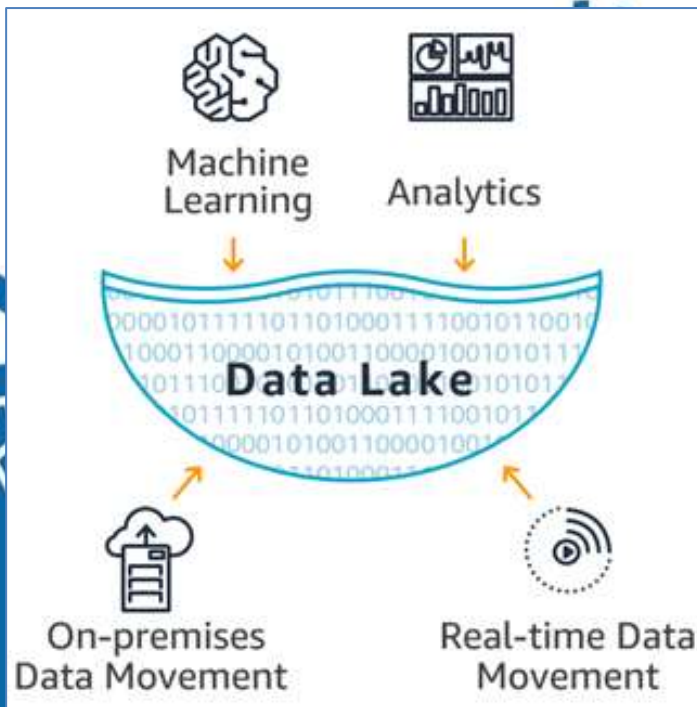 Machine
Learning
Analytics
Data Lake
On-premises
Data Movement
Real-time Data
Movement